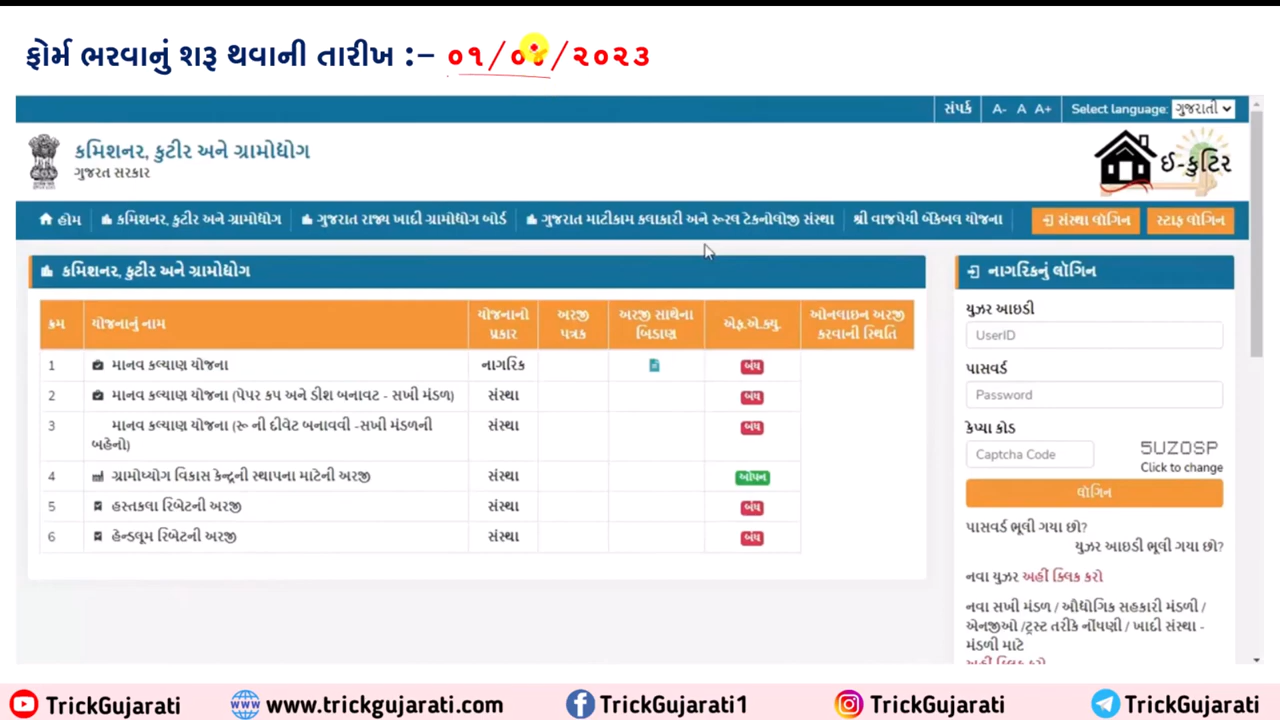 ફોર્મ ભરવાનું શરૂ થવાની તારીખ :- ૦૧/૦૪/૨૦૨૩
સંપર્ક A- A A+ Select language: ગુજરાતી
કમિશનર, કુટીર અને ગ્રામોદ્યોગ
ગુજરાત સરકાર
ઈ-કુટિર
હોમ કમિશનર, કુટીર અને ગ્રામોદ્યોગ ગુજરાત રાજ્ય ખાદી ગ્રામોદ્યોગ બોર્ડ ગુજરાત માટીકામ કલાકારી અને રૂરલ ટેકનોલોજી સંસ્થા શ્રી વાજપેયી બૅંકેબલ યોજના સંસ્થા લૉગિન સ્ટાફ લૉગિન
કમિશનર, કુટીર અને ગ્રામોદ્યોગ
ક્રમ યોજનાનું નામ યોજનાનો પ્રકાર અરજી પત્રક અરજી સાથેના બિડાણ એફ.એ.ક્યુ. ઓનલાઇન અરજી કરવાની સ્થિતિ
1 માનવ કલ્યાણ યોજના નાગરિક બંધ
2 માનવ કલ્યાણ યોજના (પેપર કપ અને ડીશ બનાવટ - સખી મંડળ) સંસ્થા બંધ
3 માનવ કલ્યાણ યોજના (રૂ ની દીવેટ બનાવવી -સખી મંડળની બહેનો) સંસ્થા બંધ
4 ગ્રામોધ્યોગ વિકાસ કેન્દ્રની સ્થાપના માટેની અરજી સંસ્થા ઓપન
5 હસ્તકલા રિબેટની અરજી સંસ્થા બંધ
6 હેન્ડલૂમ રિબેટની અરજી સંસ્થા બંધ
નાગરિકનું લૉગિન
યુઝર આઇડી
UserID
પાસવર્ડ
Password
કેપ્ચા કોડ
Captcha Code 5UZOSP
Click to change
લૉગિન
પાસવર્ડ ભૂલી ગયા છો?
યુઝર આઇડી ભૂલી ગયા છો?
નવા યુઝર અહીં ક્લિક કરો
નવા સખી મંડળ / ઔદ્યોગિક સહકારી મંડળી /
એનજીઓ /ટ્રસ્ટ તરીકે નોંધણી / ખાદી સંસ્થા -
મંડળી માટે
અહીં ક્લિક કરો
TrickGujarati www.trickgujarati.com TrickGujarati1 TrickGujarati TrickGujarati